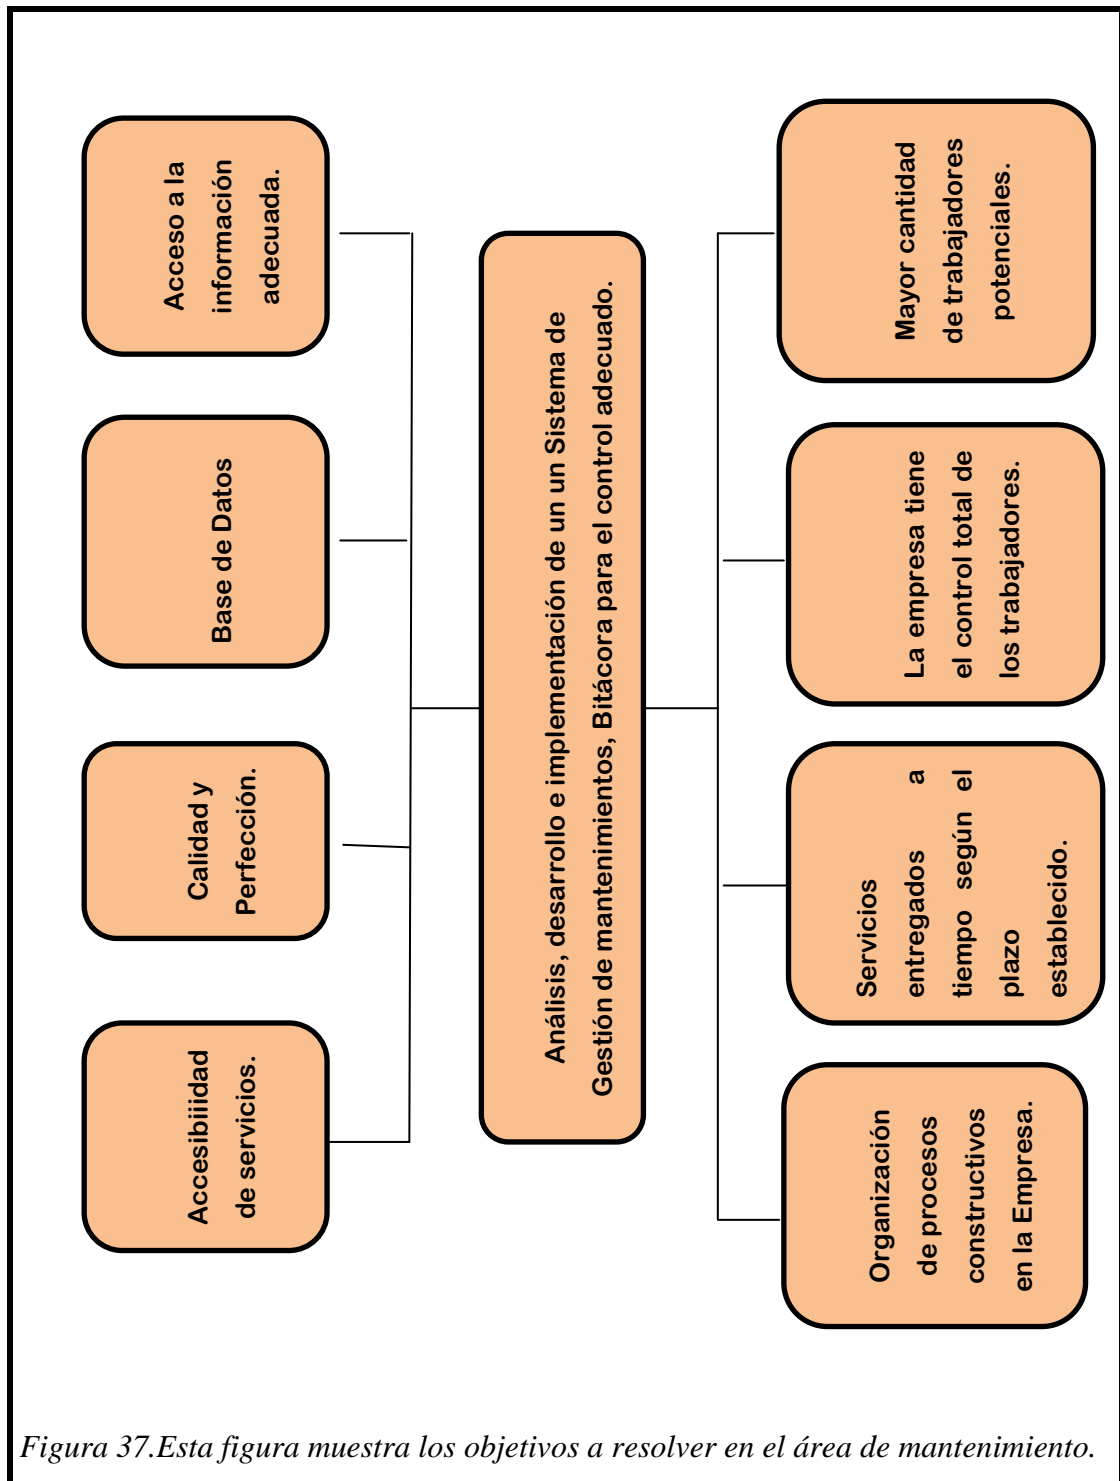 Accesibiiidad
de servicios.
Calidad y
Perfección.
Base de Datos
Acceso a la
información
adecuada.
Análisis, desarrollo e implementación de un Sistema de
Gestión de mantenimientos, Bitácora para el control adecuado.
Organización
de procesos
constructivos
en la Empresa.
Servicios
entregados a
tiempo según el
plazo
establecido.
La empresa tiene
el control total de
los trabajadores.
Mayor cantidad
de trabajadores
potenciales.
Figura 37.Esta figura muestra los objetivos a resolver en el área de mantenimiento.